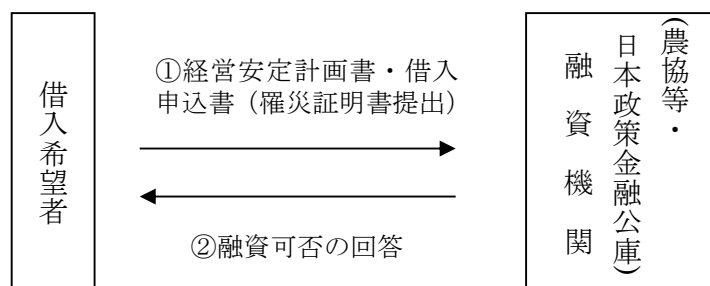 借入希望者
①経営安定計画書・借入
申込書（罹災証明書提出）
②融資可否の回答
(農協等・
日本政策金融公庫)
融資機関